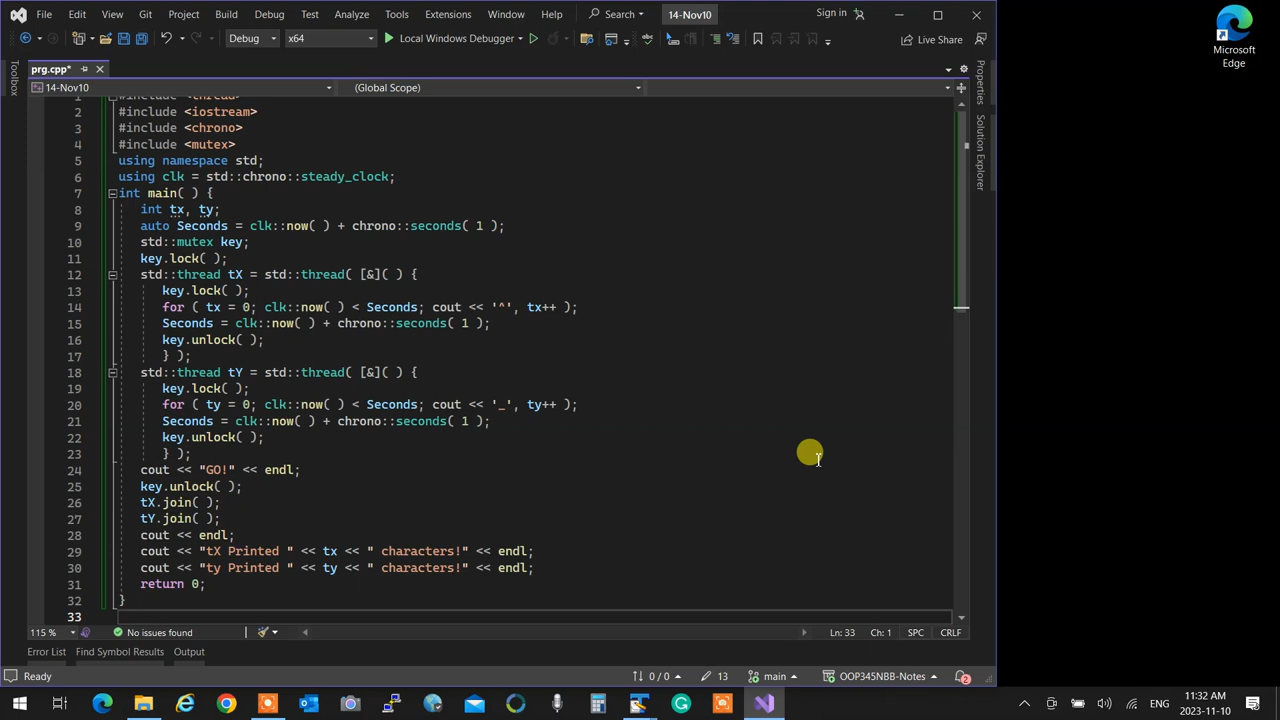 File Edit View Git Project Build Debug Test Analyze Tools Extensions Window Help Search 14-Nov10 Sign in
Debug x64 Local Windows Debugger Live Share
Microsoft
Edge
Toolbox
prg.cpp*
14-Nov10 (Global Scope)
Properties
Solution Explorer
1 #include <thread>
2 #include <iostream>
3 #include <chrono>
4 #include <mutex>
5 using namespace std;
6 using clk = std::chrono::steady_clock;
7 int main( ) {
8 int tx, ty;
9 auto Seconds = clk::now( ) + chrono::seconds( 1 );
10 std::mutex key;
11 key.lock( );
12 std::thread tX = std::thread( [&]( ) {
13 key.lock( );
14 for ( tx = 0; clk::now( ) < Seconds; cout << '^', tx++ );
15 Seconds = clk::now( ) + chrono::seconds( 1 );
16 key.unlock( );
17 } );
18 std::thread tY = std::thread( [&]( ) {
19 key.lock( );
20 for ( ty = 0; clk::now( ) < Seconds; cout << '_', ty++ );
21 Seconds = clk::now( ) + chrono::seconds( 1 );
22 key.unlock( );
23 } );
24 cout << "GO!" << endl;
25 key.unlock( );
26 tX.join( );
27 tY.join( );
28 cout << endl;
29 cout << "tX Printed " << tx << " characters!" << endl;
30 cout << "ty Printed " << ty << " characters!" << endl;
31 return 0;
32 }
33
115 % No issues found Ln: 33 Ch: 1 SPC CRLF
Error List Find Symbol Results Output
Ready 0 / 0 13 main OOP345NBB-Notes 2
ENG 11:32 AM
2023-11-10